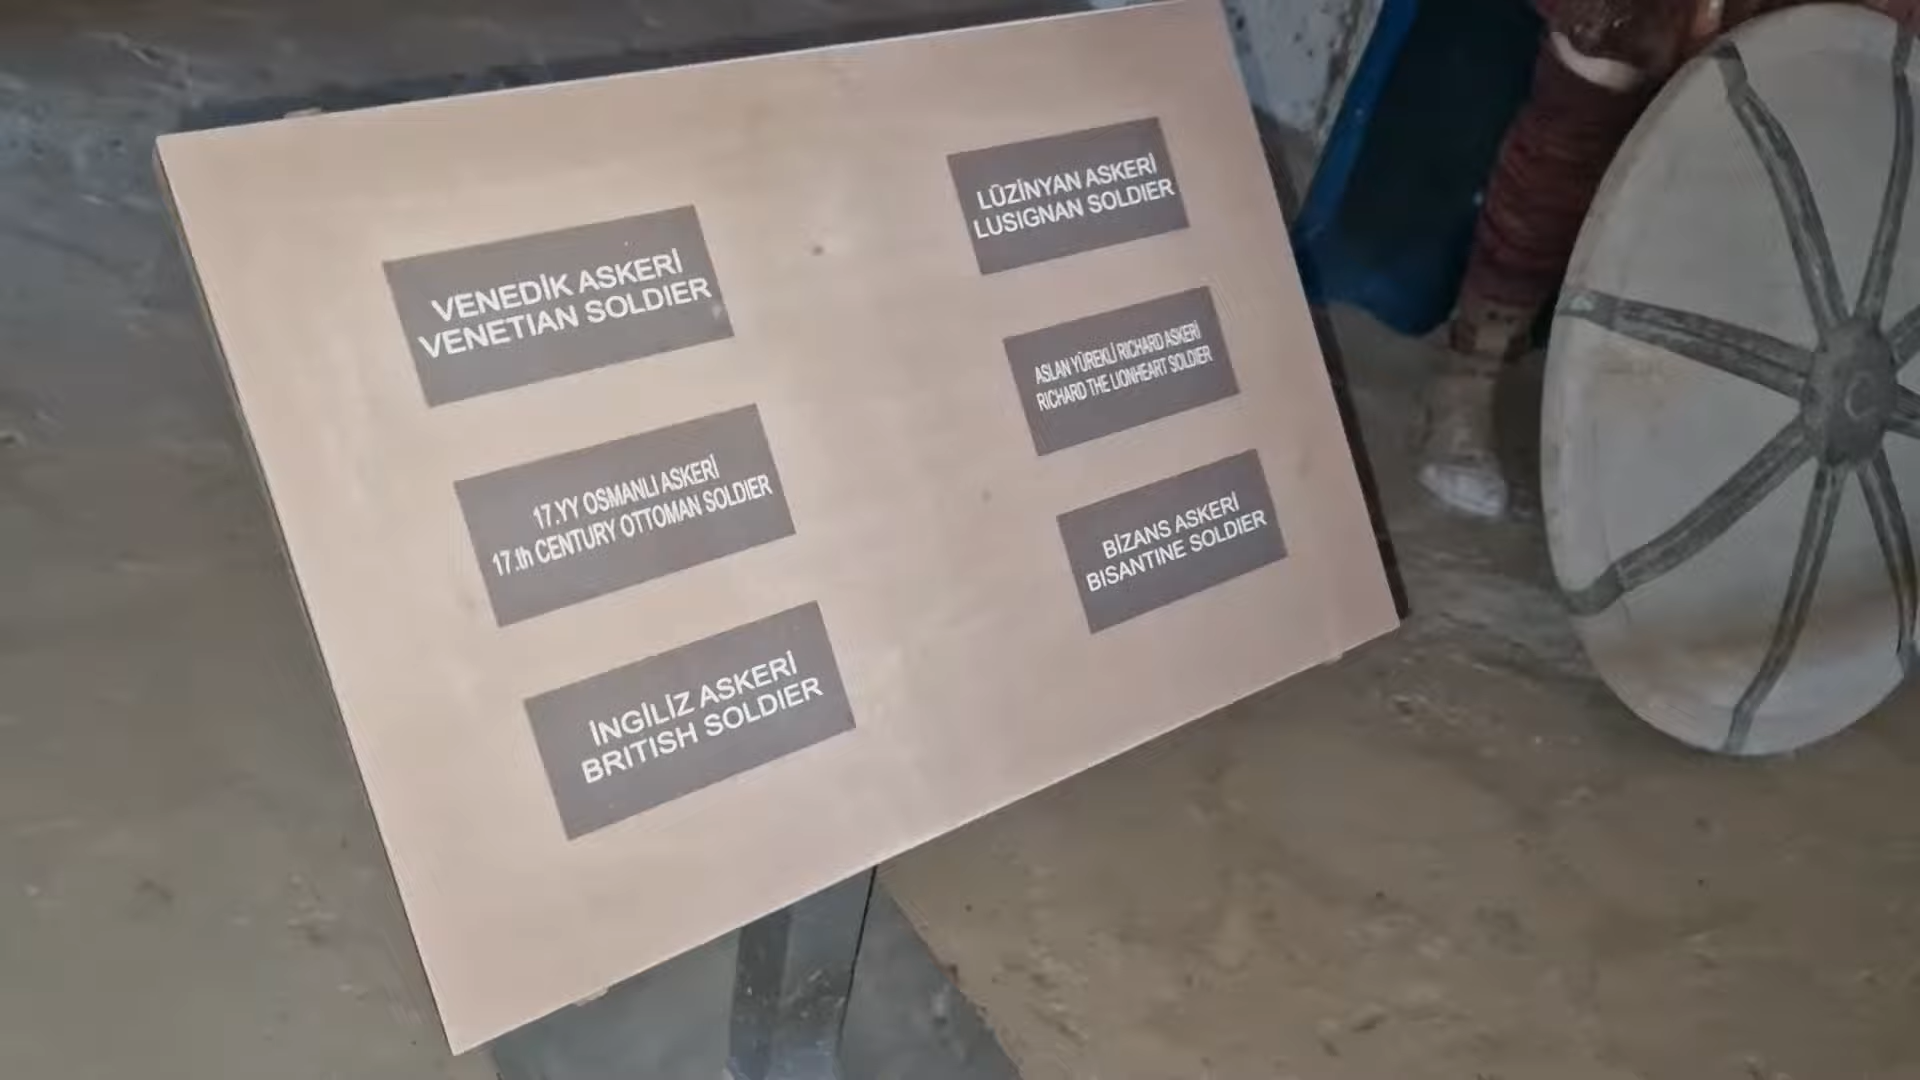 VENEDİK ASKERİ
VENETIAN SOLDIER
17.YY OSMANLI ASKERİ
17.th CENTURY OTTOMAN SOLDIER
İNGİLİZ ASKERİ
BRITISH SOLDIER
LÜZİNYAN ASKERİ
LUSIGNAN SOLDIER
ASLAN YÜREKLİ RICHARD ASKERİ
RICHARD THE LIONHEART SOLDIER
BİZANS ASKERİ
BISANTINE SOLDIER